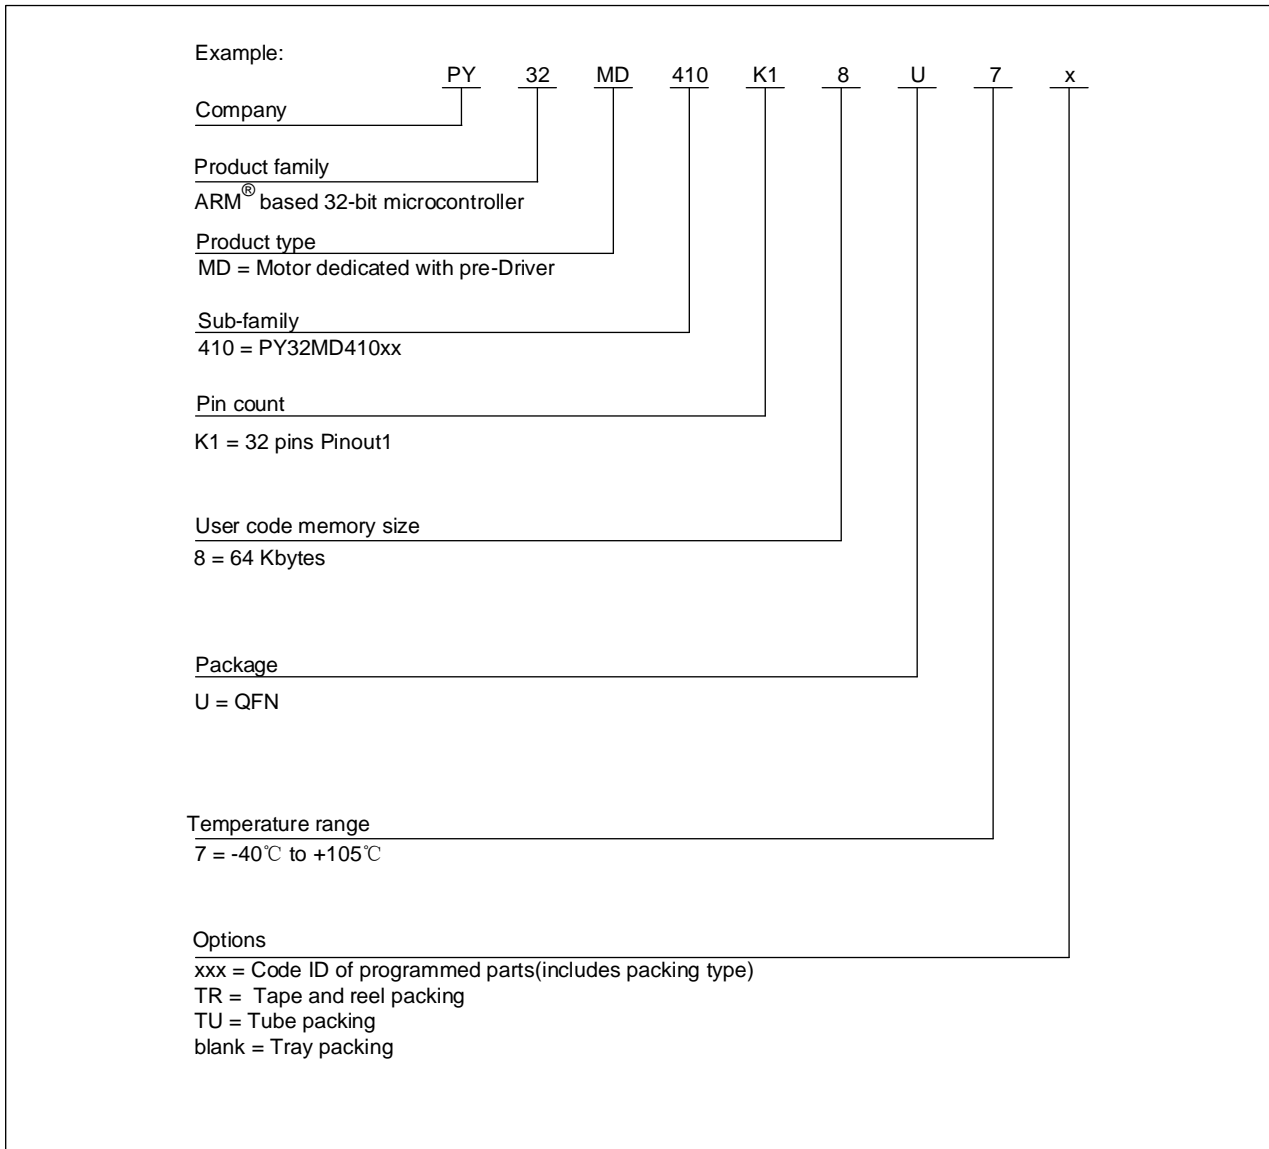 Example:
PY 32 MD 410 K1 8 U 7 x
Company
Product family
ARM® based 32-bit microcontroller
Product type
MD = Motor dedicated with pre-Driver
Sub-family
410 = PY32MD410xx
Pin count
K1 = 32 pins Pinout1
User code memory size
8 = 64 Kbytes
Package
U = QFN
Temperature range
7 = -40℃ to +105℃
Options
xxx = Code ID of programmed parts(includes packing type)
TR = Tape and reel packing
TU = Tube packing
blank = Tray packing